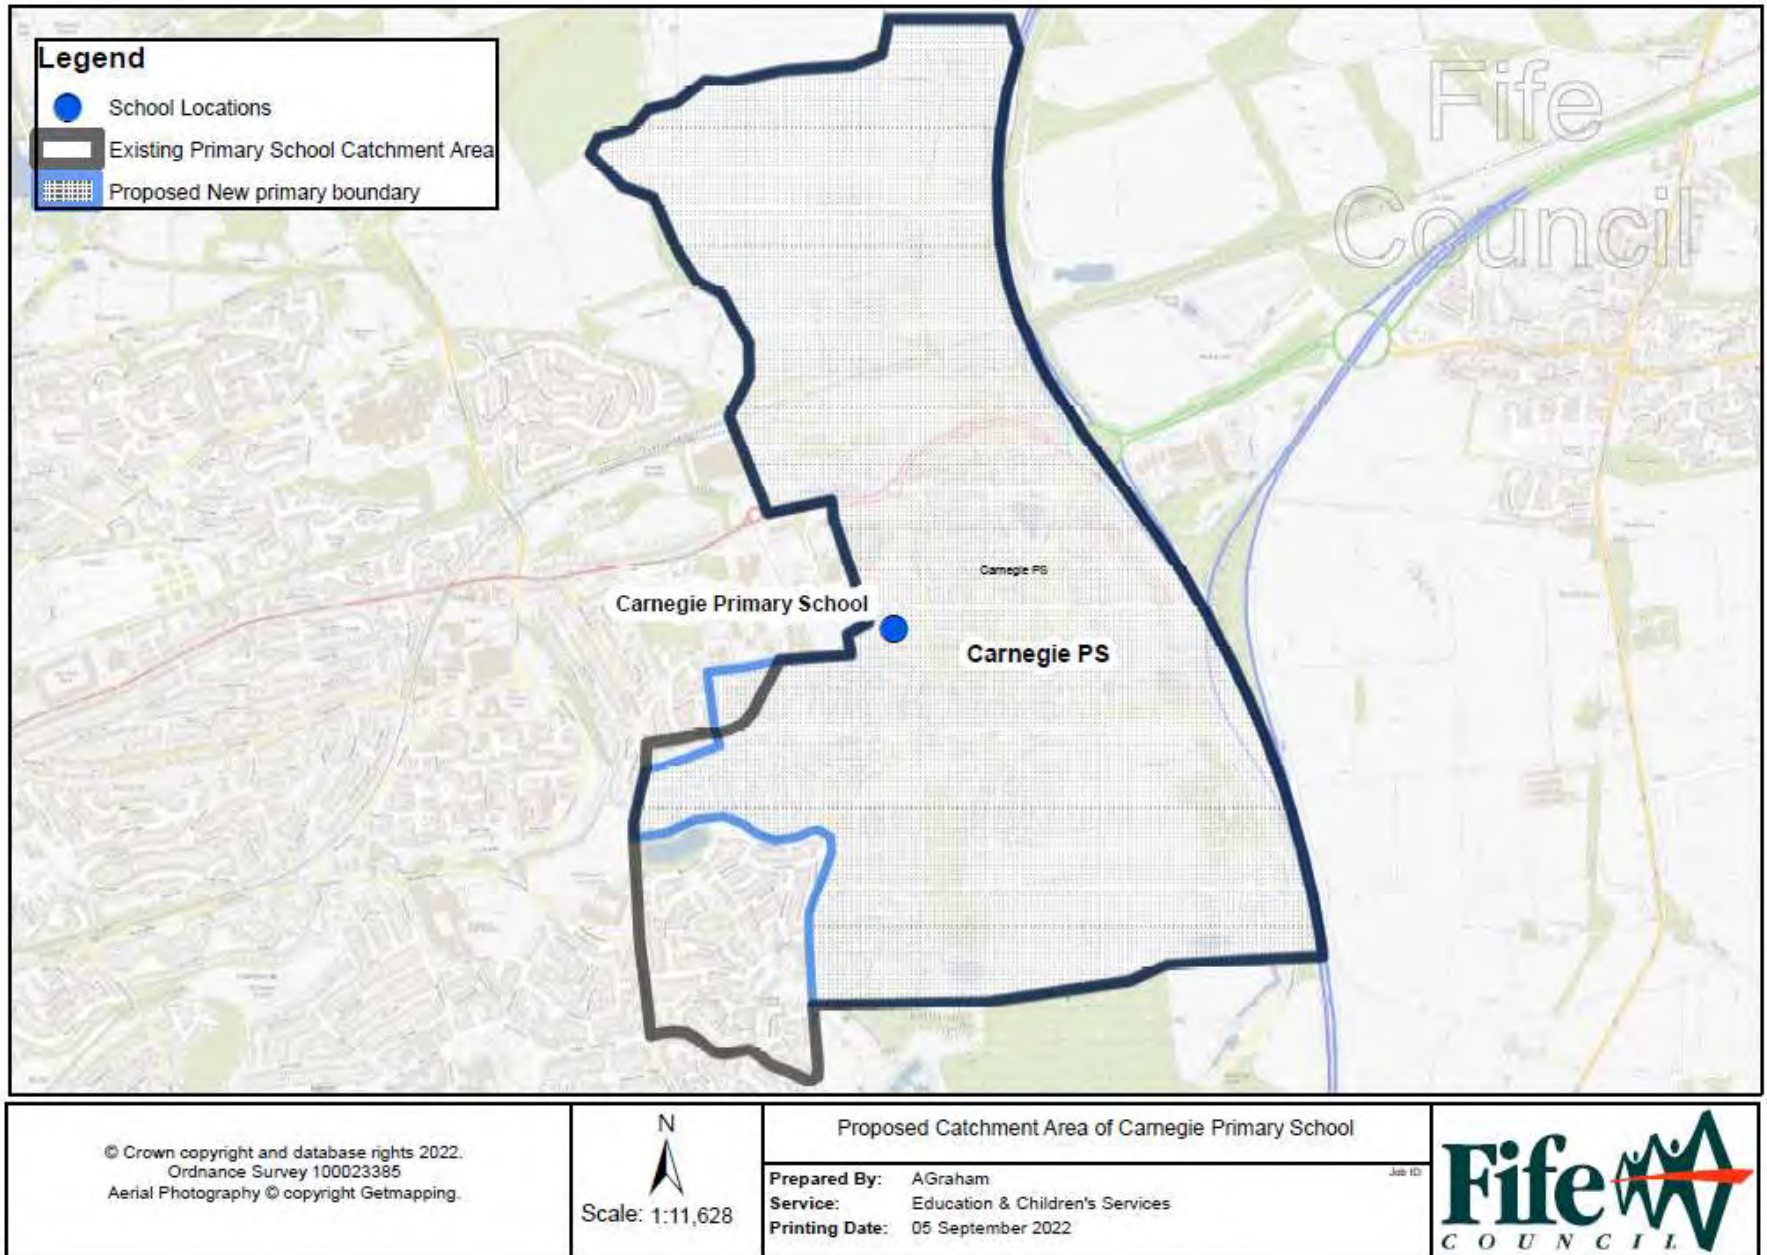 Legend
School Locations
Existing Primary School Catchment Area
Proposed New primary boundary
Fife
Council
Carnegie PS
Carnegie Primary School
Carnegie PS
© Crown copyright and database rights 2022.
Ordnance Survey 100023385
Aerial Photography © copyright Getmapping.
N
Scale: 1:11,628
Proposed Catchment Area of Carnegie Primary School
Job ID:
Prepared By: AGraham
Service: Education & Children's Services
Printing Date: 05 September 2022
Fife
COUNCIL